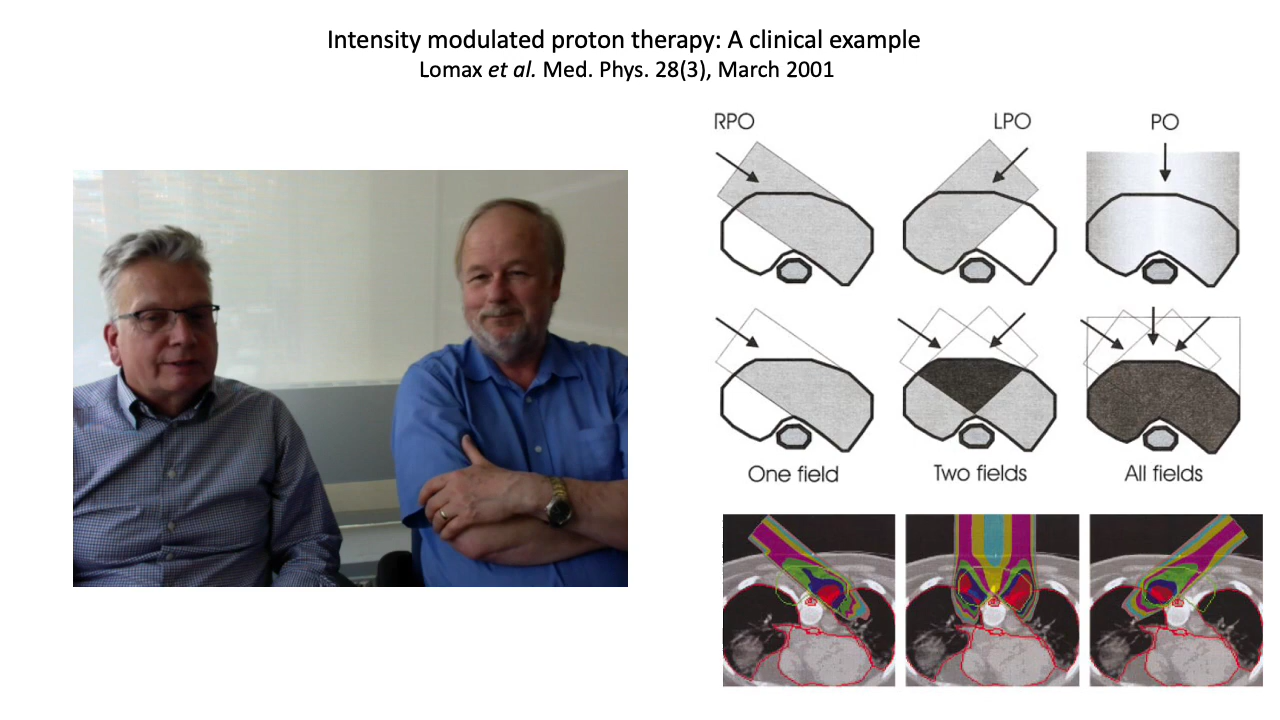 Intensity modulated proton therapy: A clinical example
Lomax et al. Med. Phys. 28(3), March 2001
RPO
LPO
PO
One field
Two fields
All fields